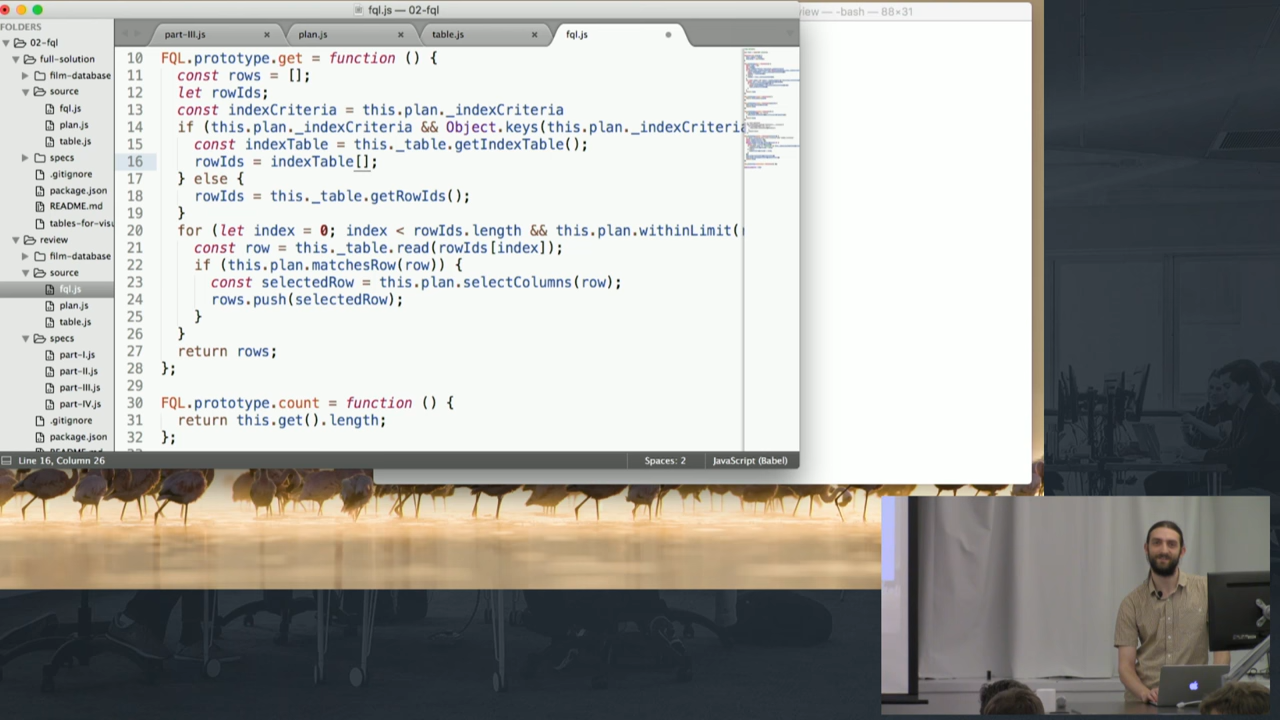 fql.js — 02-fql
view — -bash — 88×31
FOLDERS
02-fql
full-solution
film-database
source
fql.js
plan.js
table.js
specs
.gitignore
package.json
README.md
tables-for-visu
review
film-database
source
fql.js
plan.js
table.js
specs
part-I.js
part-II.js
part-III.js
part-IV.js
.gitignore
package.json
README.md
part-III.js × plan.js × table.js × fql.js
10 FQL.prototype.get = function () {
11 const rows = [];
12 let rowIds;
13 const indexCriteria = this.plan._indexCriteria
14 if (this.plan._indexCriteria && Object.keys(this.plan._indexCriteria
15 const indexTable = this._table.getIndexTable();
16 rowIds = indexTable[];
17 } else {
18 rowIds = this._table.getRowIds();
19 }
20 for (let index = 0; index < rowIds.length && this.plan.withinLimit(
21 const row = this._table.read(rowIds[index]);
22 if (this.plan.matchesRow(row)) {
23 const selectedRow = this.plan.selectColumns(row);
24 rows.push(selectedRow);
25 }
26 }
27 return rows;
28 };
29
30 FQL.prototype.count = function () {
31 return this.get().length;
32 };
Line 16, Column 26
Spaces: 2
JavaScript (Babel)